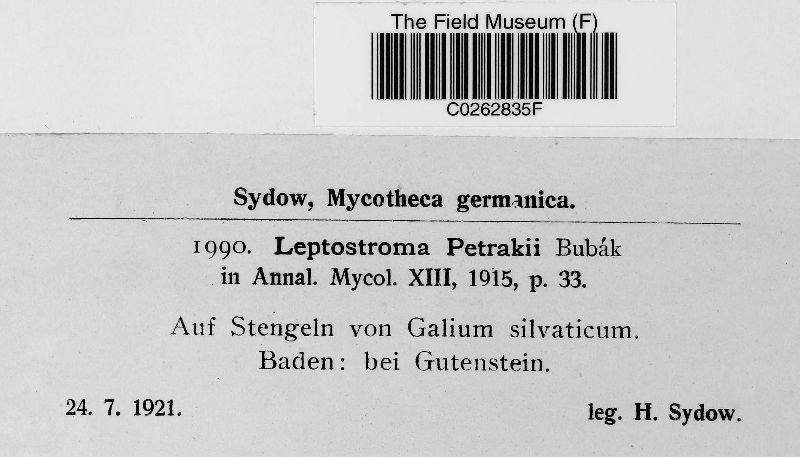 The Field Museum (F)
C0262835F
Sydow, Mycotheca germanica.
1990. Leptostroma Petrakii Bubák
in Annal. Mycol. XIII, 1915, p. 33.
Auf Stengeln von Galium silvaticum.
Baden: bei Gutenstein.
24. 7. 1921. leg. H. Sydow.